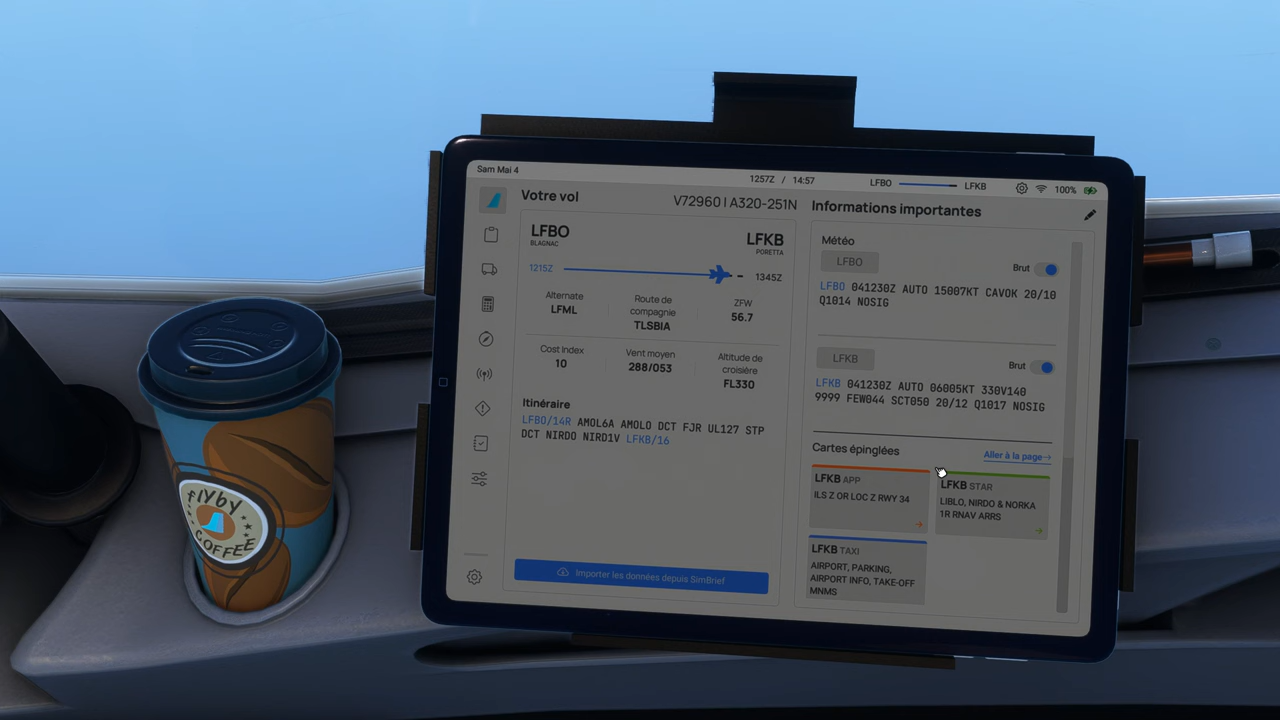 Sam Mai 4
1257Z / 14:57
LFBO
LFKB
100%
Votre vol
V72960 | A320-251N
LFBO
BLAGNAC
LFKB
PORETTA
1215Z
1345Z
Alternate
LFML
Route de
compagnie
TLSBIA
ZFW
56.7
Cost Index
10
Vent moyen
288/053
Altitude de
croisière
FL330
Itinéraire
LFBO/14R AMOL6A AMOLO DCT FJR UL127 STP
DCT NIRDO NIRD1V LFKB/16
Importer les données depuis SimBrief
Informations importantes
Météo
LFBO
Brut
LFBO 041230Z AUTO 15007KT CAVOK 20/10
Q1014 NOSIG
LFKB
Brut
LFKB 041230Z AUTO 06005KT 330V140
9999 FEW044 SCT050 20/12 Q1017 NOSIG
Cartes épinglées
Aller à la page
LFKB APP
ILS Z OR LOC Z RWY 34
LFKB STAR
LIBLO, NIRDO & NORKA
1R RNAV ARRS
LFKB TAXI
AIRPORT, PARKING,
AIRPORT INFO, TAKE-OFF
MNMS
flyby
COFFEE